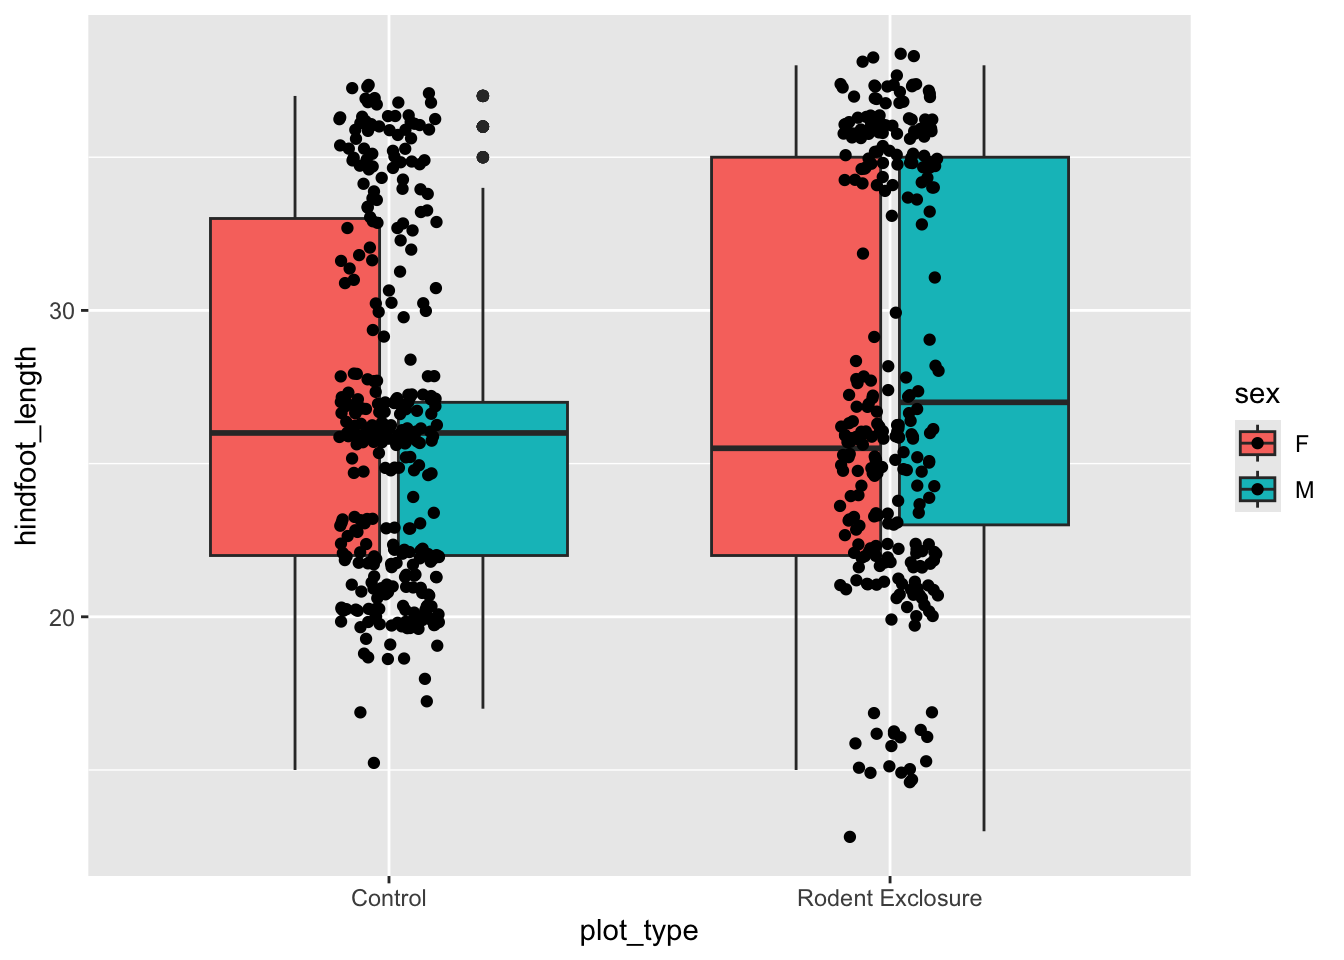 hindfoot_length
30
20
Control
Rodent Exclosure
plot_type
sex
F
M